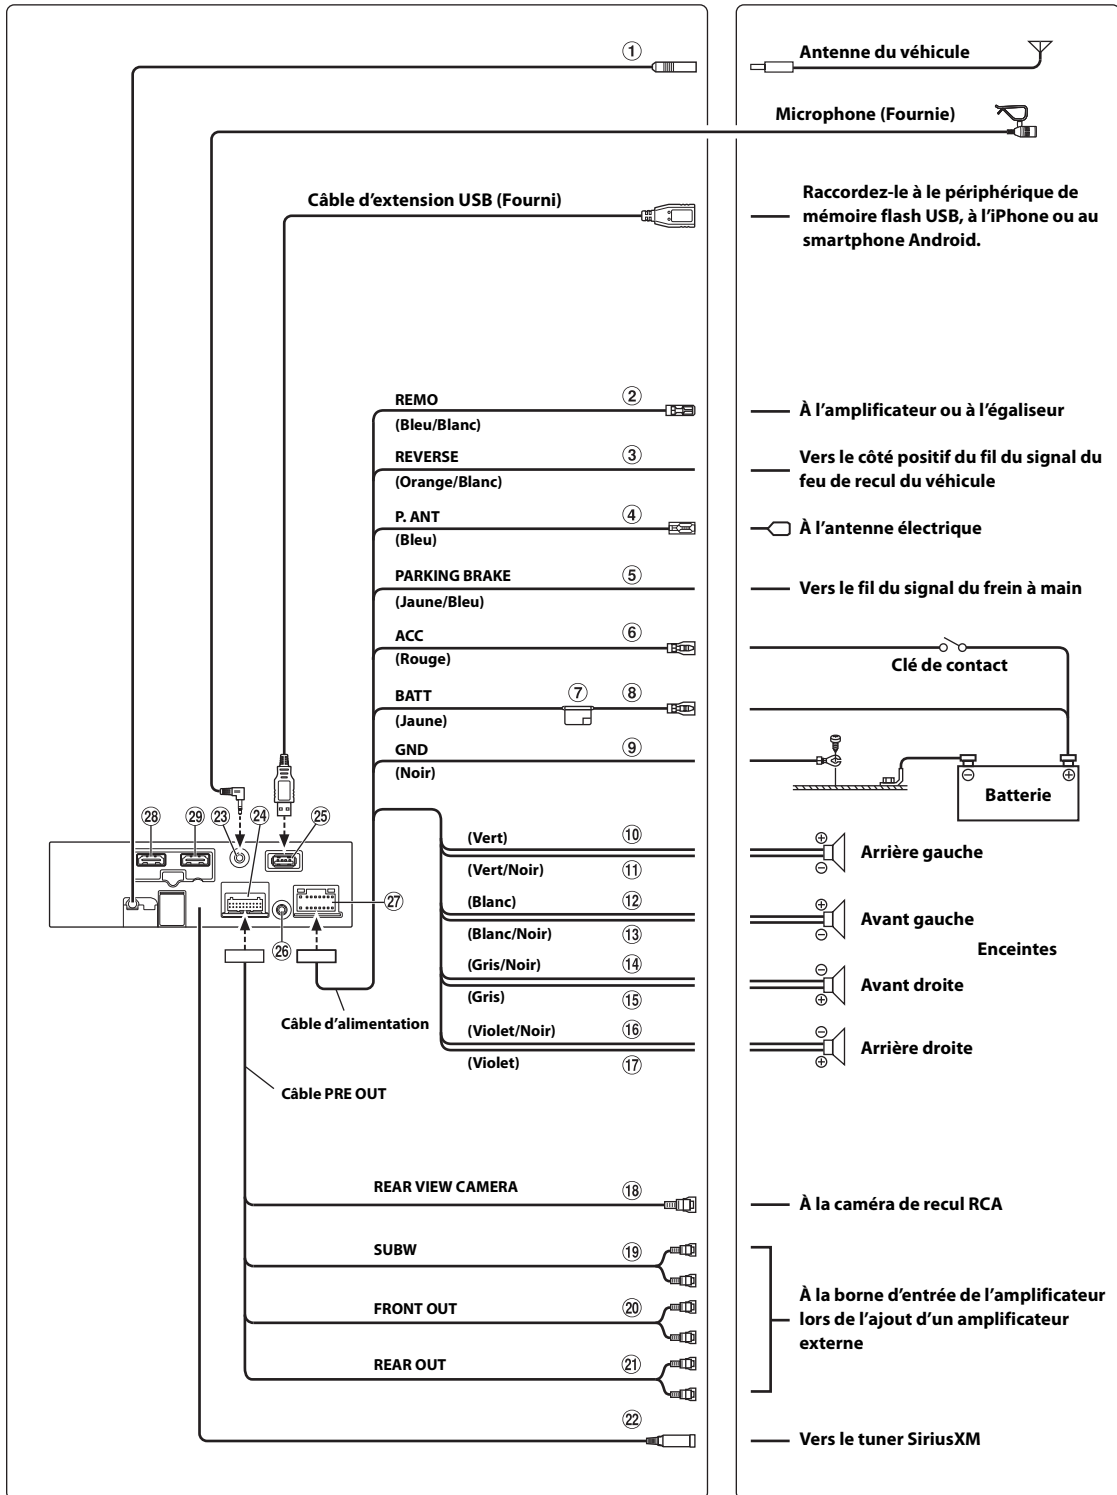 ① Antenne du véhicule
Microphone (Fournie)
Câble d'extension USB (Fourni)
Raccordez-le à le périphérique de
mémoire flash USB, à l'iPhone ou au
smartphone Android.
REMO ②
(Bleu/Blanc)
À l'amplificateur ou à l'égaliseur
REVERSE ③
(Orange/Blanc)
Vers le côté positif du fil du signal du
feu de recul du véhicule
P. ANT ④
(Bleu)
À l'antenne électrique
PARKING BRAKE ⑤
(Jaune/Bleu)
Vers le fil du signal du frein à main
ACC ⑥
(Rouge)
Clé de contact
BATT ⑦ ⑧
(Jaune)
GND ⑨
(Noir)
⊖ ⊕
Batterie
㉘ ㉙ ㉓ ㉔ ㉕
㉖ ㉗
(Vert) ⑩
(Vert/Noir) ⑪
⊕
⊖
Arrière gauche
(Blanc) ⑫
(Blanc/Noir) ⑬
⊕
⊖
Avant gauche
Enceintes
(Gris/Noir) ⑭
(Gris) ⑮
⊖
⊕
Avant droite
(Violet/Noir) ⑯
(Violet) ⑰
⊖
⊕
Arrière droite
Câble d'alimentation
Câble PRE OUT
REAR VIEW CAMERA ⑱
À la caméra de recul RCA
SUBW ⑲
FRONT OUT ⑳
REAR OUT ㉑
À la borne d'entrée de l'amplificateur
lors de l'ajout d'un amplificateur
externe
㉒
Vers le tuner SiriusXM